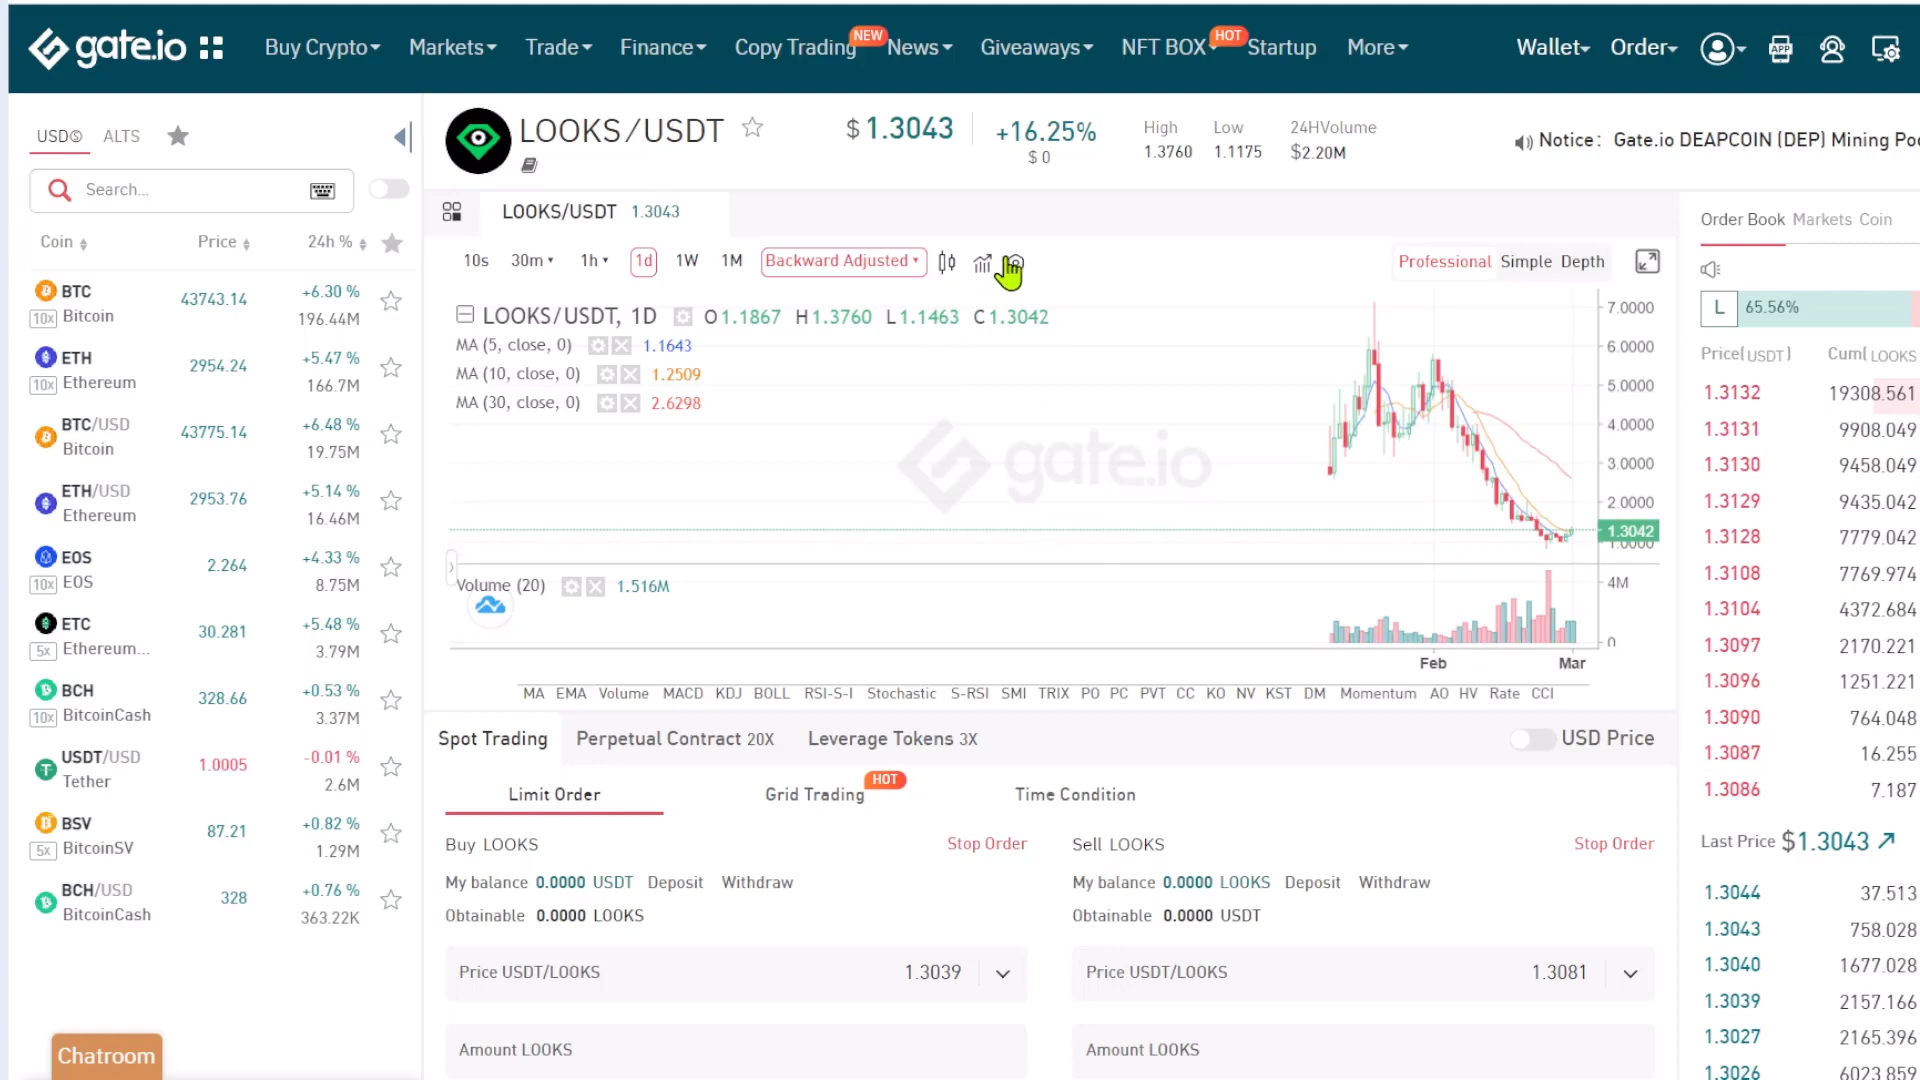 gate.io
Buy Crypto
Markets
Trade
Finance
Copy Trading
NEW
News
Giveaways
NFT BOX
HOT
Startup
More
Wallet
Order
APP
USDⓈ
ALTS
Search...
Coin
Price
24h %
BTC
43743.14
+6.30 %
10x
Bitcoin
196.44M
ETH
2954.24
+5.47 %
10x
Ethereum
166.7M
BTC/USD
43775.14
+6.48 %
Bitcoin
19.75M
ETH/USD
2953.76
+5.14 %
Ethereum
16.46M
EOS
2.264
+4.33 %
10x
EOS
8.75M
ETC
30.281
+5.48 %
5x
Ethereum...
3.79M
BCH
328.66
+0.53 %
10x
BitcoinCash
3.37M
USDT/USD
1.0005
-0.01 %
Tether
2.6M
BSV
87.21
+0.82 %
5x
BitcoinSV
1.29M
BCH/USD
328
+0.76 %
BitcoinCash
363.22K
Chatroom
LOOKS/USDT
$ 1.3043
+16.25%
$ 0
High
1.3760
Low
1.1175
24HVolume
$2.20M
Notice: Gate.io DEAPCOIN (DEP) Mining Poo
LOOKS/USDT 1.3043
10s
30m
1h
1d
1W
1M
Backward Adjusted
Professional
Simple
Depth
LOOKS/USDT, 1D O1.1867 H1.3760 L1.1463 C1.3042
MA (5, close, 0) 1.1643
MA (10, close, 0) 1.2509
MA (30, close, 0) 2.6298
gate.io
7.0000
6.0000
5.0000
4.0000
3.0000
2.0000
1.3042
1.0000
Volume (20) 1.516M
4M
0
Feb
Mar
MA EMA Volume MACD KDJ BOLL RSI-S-I Stochastic S-RSI SMI TRIX PO PC PVT CC KO NV KST DM Momentum AO HV Rate CCI
Spot Trading
Perpetual Contract 20X
Leverage Tokens 3X
USD Price
Limit Order
Grid Trading
HOT
Time Condition
Buy LOOKS
Stop Order
My balance 0.0000 USDT Deposit Withdraw
Obtainable 0.0000 LOOKS
Price USDT/LOOKS 1.3039
Amount LOOKS
Sell LOOKS
Stop Order
My balance 0.0000 LOOKS Deposit Withdraw
Obtainable 0.0000 USDT
Price USDT/LOOKS 1.3081
Amount LOOKS
Order Book Markets Coin
L 65.56%
Price(USDT) Cum(LOOKS
1.3132 19308.561
1.3131 9908.049
1.3130 9458.049
1.3129 9435.042
1.3128 7779.042
1.3108 7769.974
1.3104 4372.684
1.3097 2170.221
1.3096 1251.221
1.3090 764.048
1.3087 16.255
1.3086 7.187
Last Price $1.3043
1.3044 37.513
1.3043 758.028
1.3040 1677.028
1.3039 2157.166
1.3027 2165.396
1.3026 6023.859